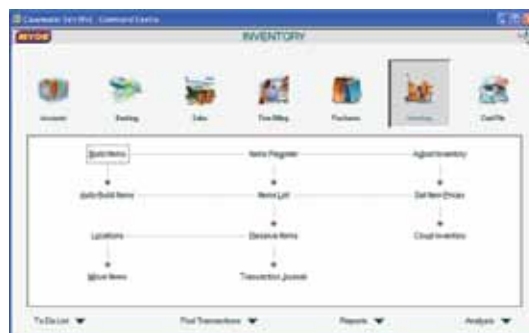 Command Centre
MYOB
INVENTORY
Accounts Banking Sales Time Billing Purchases Inventory Card File
Build Items Items Register Adjust Inventory
Auto-Build Items Items List Set Item Prices
Locations Receive Items Count Inventory
Move Items Transaction Journal
To Do List Find Transactions Reports Analysis